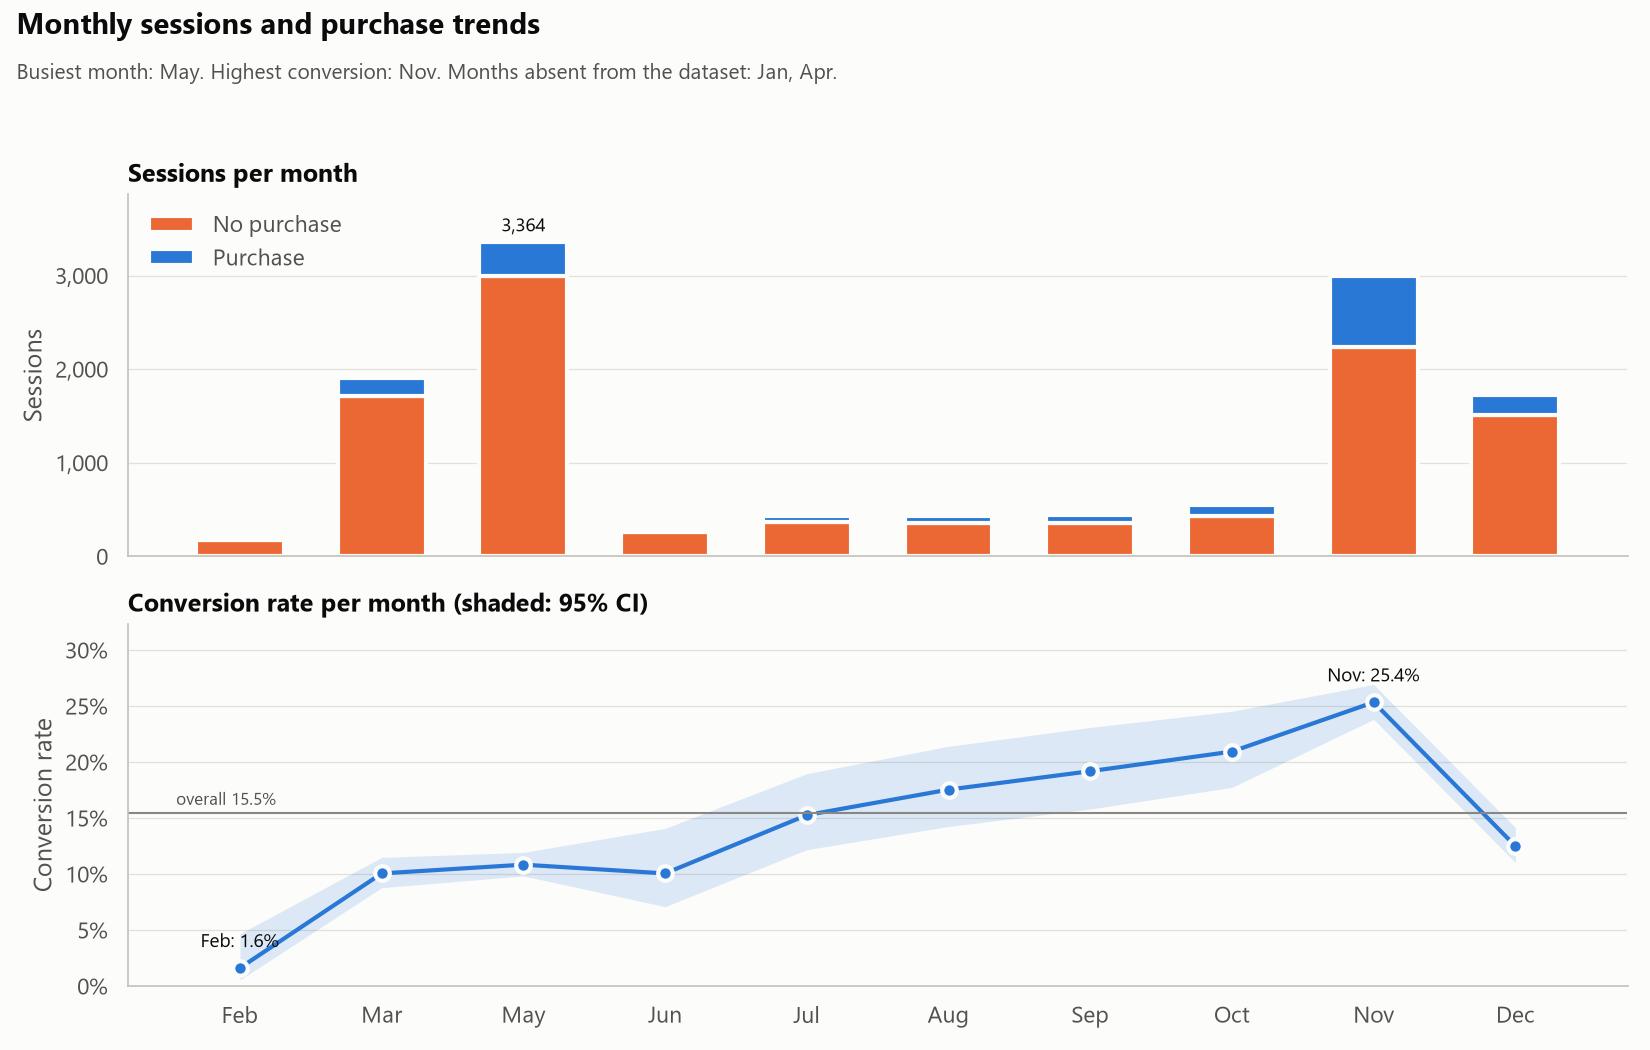 Monthly sessions and purchase trends
Busiest month: May. Highest conversion: Nov. Months absent from the dataset: Jan, Apr.
Sessions per month
No purchase
Purchase
3,364
3,000
2,000
1,000
0
Sessions
Conversion rate per month (shaded: 95% CI)
30%
25%
20%
15%
10%
5%
0%
Conversion rate
overall 15.5%
Feb: 1.6%
Nov: 25.4%
Feb Mar May Jun Jul Aug Sep Oct Nov Dec